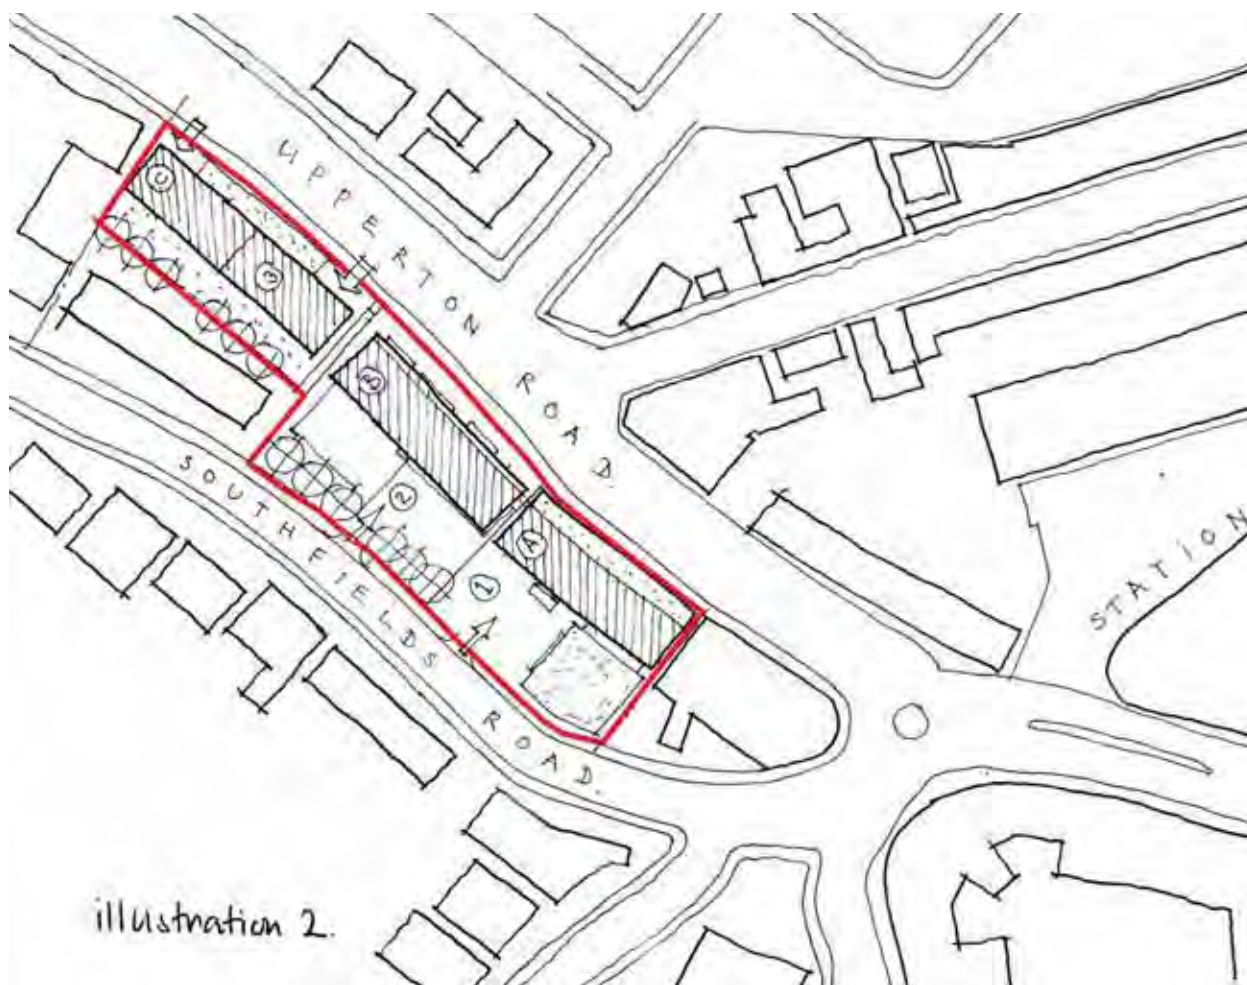 UPPERTON ROAD
C
3
B
2
A
1
SOUTHFIELDS ROAD.
STATION
illustration 2.